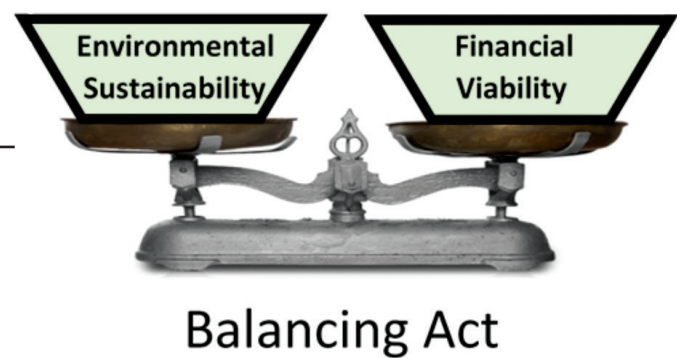 Environmental
Sustainability
Financial
Viability
Balancing Act